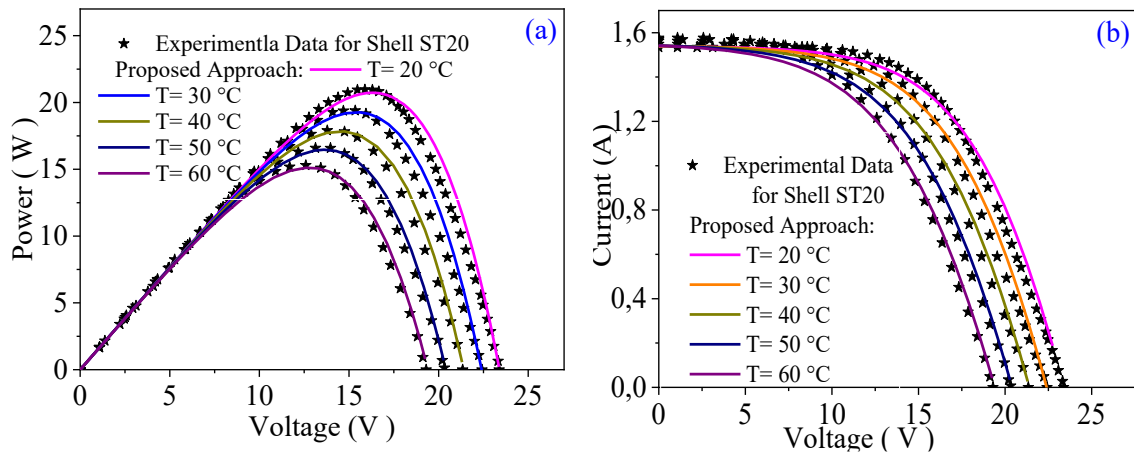 (a)
Experimentla Data for Shell ST20
Proposed Approach: T= 20 °C
T= 30 °C
T= 40 °C
T= 50 °C
T= 60 °C
Power ( W )
25
20
15
10
5
0
0 5 10 15 20 25
Voltage (V )
(b)
Experimental Data
for Shell ST20
Proposed Approach:
T= 20 °C
T= 30 °C
T= 40 °C
T= 50 °C
T= 60 °C
Current (A)
1,6
1,2
0,8
0,4
0,0
0 5 10 15 20 25
Voltage ( V )